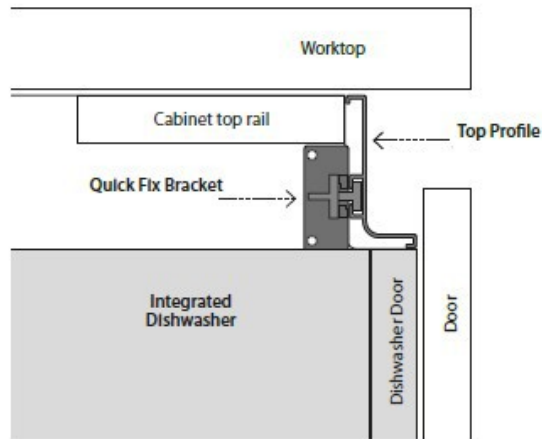 Worktop
Cabinet top rail
Top Profile
Quick Fix Bracket
Integrated
Dishwasher
Dishwasher Door
Door